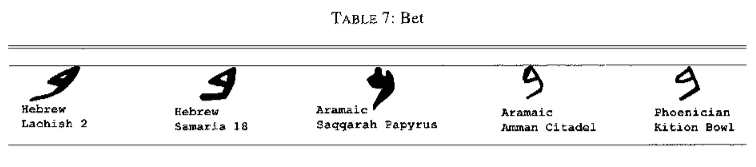 TABLE 7: Bet
Hebrew
Lachish 2
Hebrew
Samaria 18
Aramaic
Saqqarah Papyrus
Aramaic
Amman Citadel
Phoenician
Kition Bowl